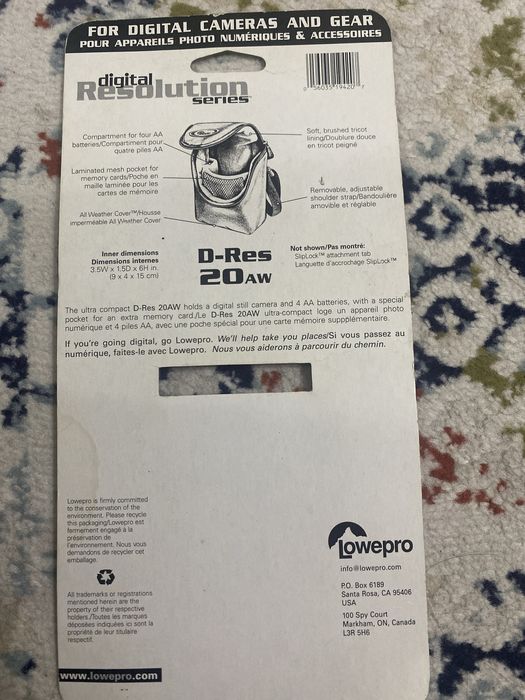 FOR DIGITAL CAMERAS AND GEAR
POUR APPAREILS PHOTO NUMÉRIQUES & ACCESSOIRES
digital
Resolution
series
0 56035 19420 7
Compartment for four AA
batteries/Compartiment pour
quatre piles AA
Laminated mesh pocket for
memory cards/Poche en
maille laminée pour les
cartes de mémoire
All Weather Cover™/Housse
imperméable All Weather Cover
Soft, brushed tricot
lining/Doublure douce
en tricot peigné
Removable, adjustable
shoulder strap/Bandoulière
amovible et réglable
Inner dimensions
Dimensions internes
3.5W x 1.5D x 6H in.
(9 x 4 x 15 cm)
D-Res
20AW
Not shown/Pas montré:
SlipLock™ attachment tab
Languette d'accrochage SlipLock™
The ultra compact D-Res 20AW holds a digital still camera and 4 AA batteries, with a special
pocket for an extra memory card./Le D-Res 20AW ultra-compact loge un appareil photo
numérique et 4 piles AA, avec une poche spécial pour une carte mémoire suppplémentaire.
If you're going digital, go Lowepro. We'll help take you places/Si vous passez au
numérique, faites-le avec Lowepro. Nous vous aiderons à parcourir du chemin.
Lowepro is firmly committed
to the conservation of the
environment. Please recycle
this packaging/Lowepro est
fermement engagé à la
préservation de
l'environnement. Nous vous
demandons de recycler cet
emballage.
All trademarks or registrations
mentioned herein are the
property of their respective
holders./Toutes les marques
déposées indiquées ici sont la
propriété de leur titulaire
respectif.
www.lowepro.com
Lowepro
info@lowepro.com
P.O. Box 6189
Santa Rosa, CA 95406
USA
100 Spy Court
Markham, ON, Canada
L3R 5H6